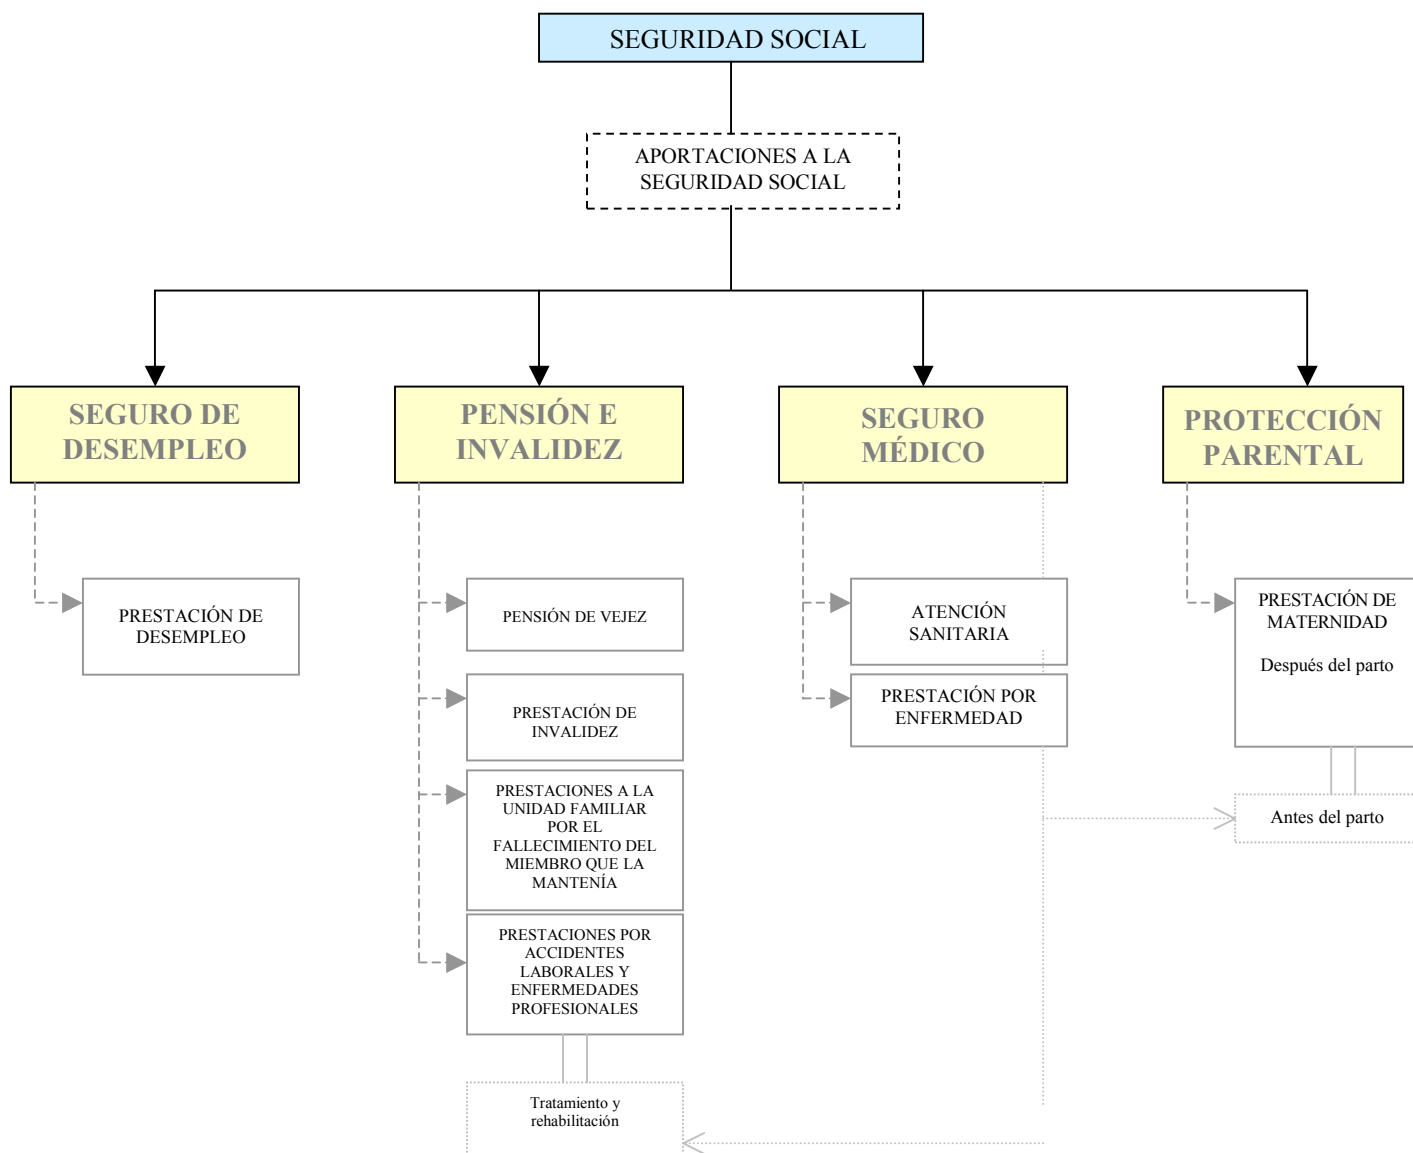 SEGURIDAD SOCIAL
APORTACIONES A LA
SEGURIDAD SOCIAL
SEGURO DE
DESEMPLEO
PENSIÓN E
INVALIDEZ
SEGURO
MÉDICO
PROTECCIÓN
PARENTAL
PRESTACIÓN DE
DESEMPLEO
PENSIÓN DE VEJEZ
PRESTACIÓN DE
INVALIDEZ
PRESTACIONES A LA
UNIDAD FAMILIAR
POR EL
FALLECIMIENTO DEL
MIEMBRO QUE LA
MANTENÍA
PRESTACIONES POR
ACCIDENTES
LABORALES Y
ENFERMEDADES
PROFESIONALES
Tratamiento y
rehabilitación
ATENCIÓN
SANITARIA
PRESTACIÓN POR
ENFERMEDAD
PRESTACIÓN DE
MATERNIDAD
Después del parto
Antes del parto